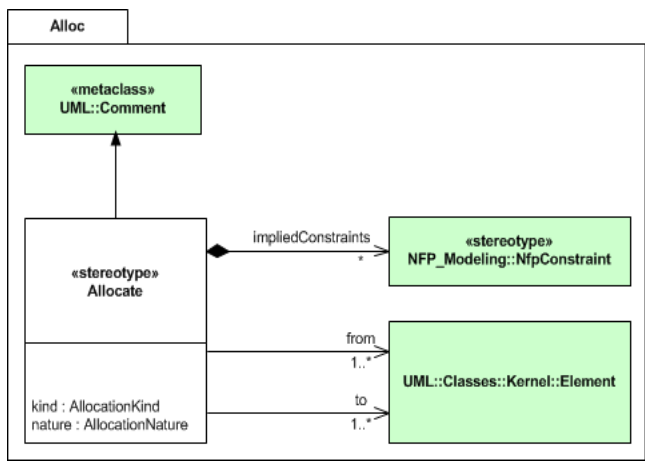 Alloc
«metaclass»
UML::Comment
«stereotype»
Allocate
kind : AllocationKind
nature : AllocationNature
impliedConstraints
*
«stereotype»
NFP_Modeling::NfpConstraint
from
1..*
to
1..*
UML::Classes::Kernel::Element